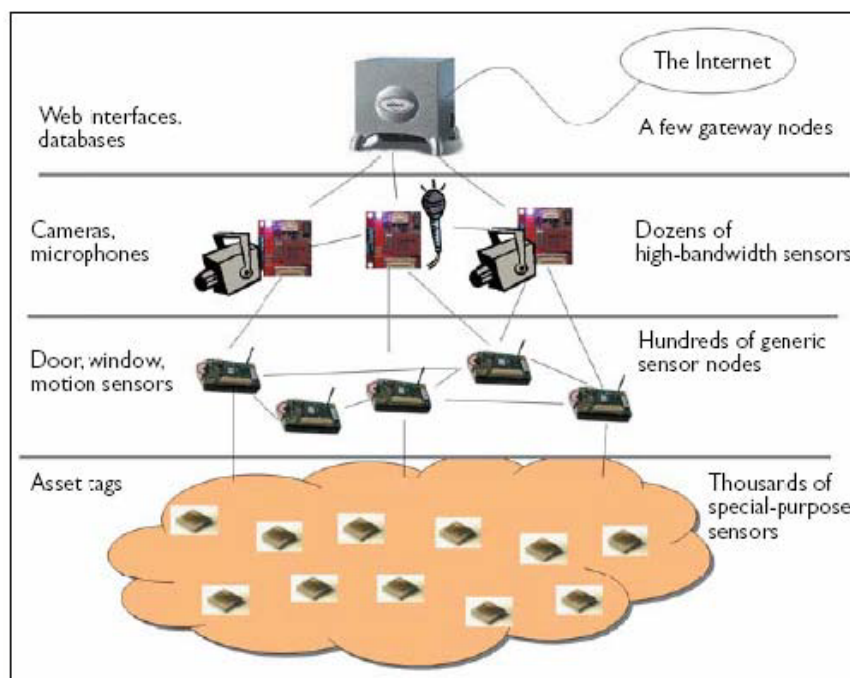 The Internet
Web interfaces,
databases
A few gateway nodes
Cameras,
microphones
Dozens of
high-bandwidth sensors
Door, window,
motion sensors
Hundreds of generic
sensor nodes
Asset tags
Thousands of
special-purpose
sensors